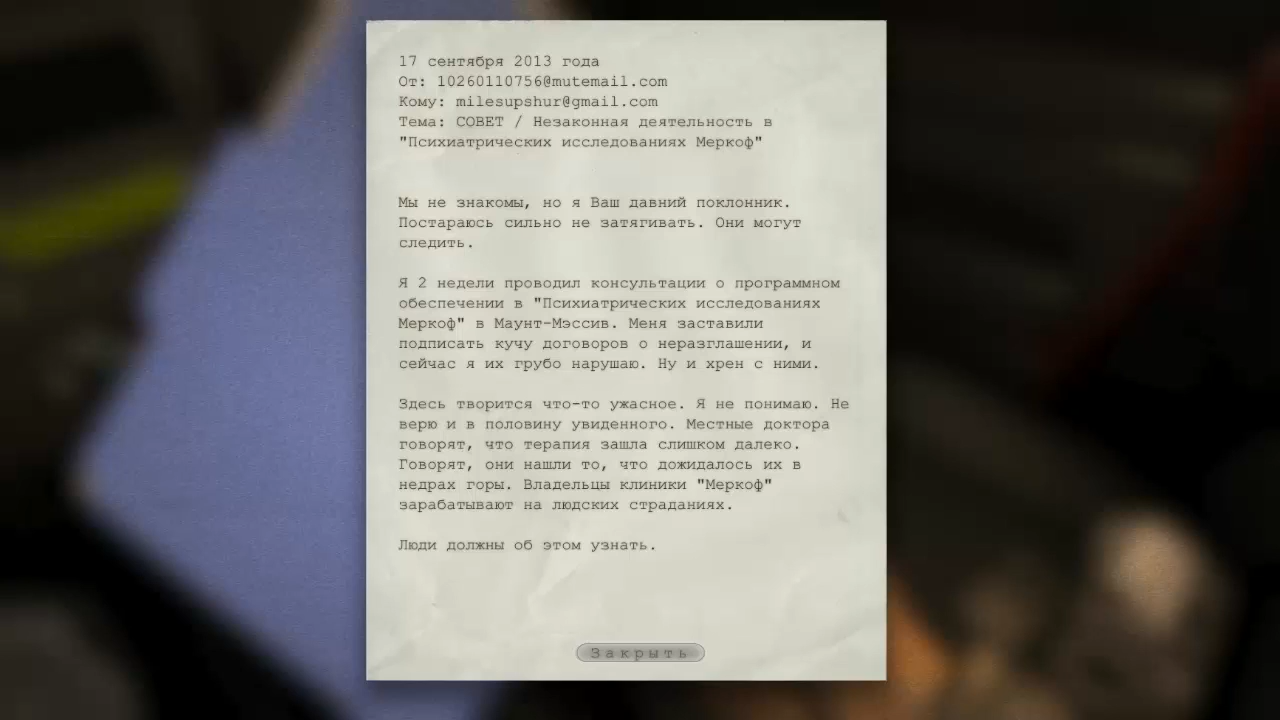 17 сентября 2013 года
От: 10260110756@mutemail.com
Кому: milesupshur@gmail.com
Тема: СОВЕТ / Незаконная деятельность в
"Психиатрических исследованиях Меркоф"
Мы не знакомы, но я Ваш давний поклонник.
Постараюсь сильно не затягивать. Они могут
следить.
Я 2 недели проводил консультации о программном
обеспечении в "Психиатрических исследованиях
Меркоф" в Маунт-Мэссив. Меня заставили
подписать кучу договоров о неразглашении, и
сейчас я их грубо нарушаю. Ну и хрен с ними.
Здесь творится что-то ужасное. Я не понимаю. Не
верю и в половину увиденного. Местные доктора
говорят, что терапия зашла слишком далеко.
Говорят, они нашли то, что дожидалось их в
недрах горы. Владельцы клиники "Меркоф"
зарабатывают на людских страданиях.
Люди должны об этом узнать.
Закрыть